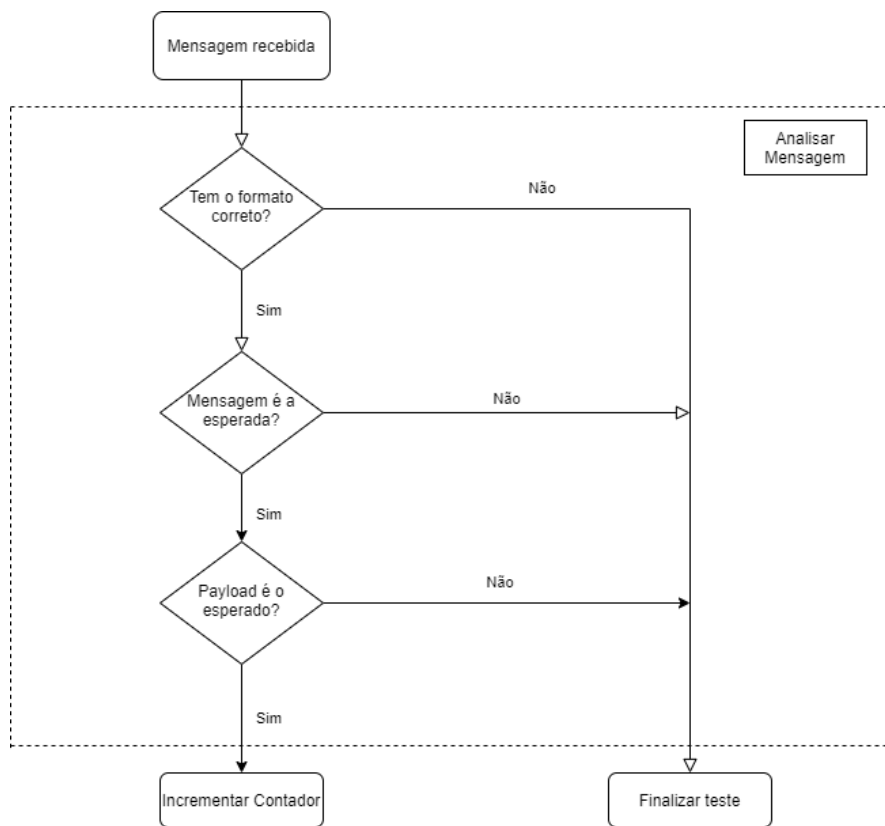 Mensagem recebida
Analisar
Mensagem
Tem o formato
correto?
Não
Sim
Mensagem é a
esperada?
Não
Sim
Payload é o
esperado?
Não
Sim
Incrementar Contador
Finalizar teste